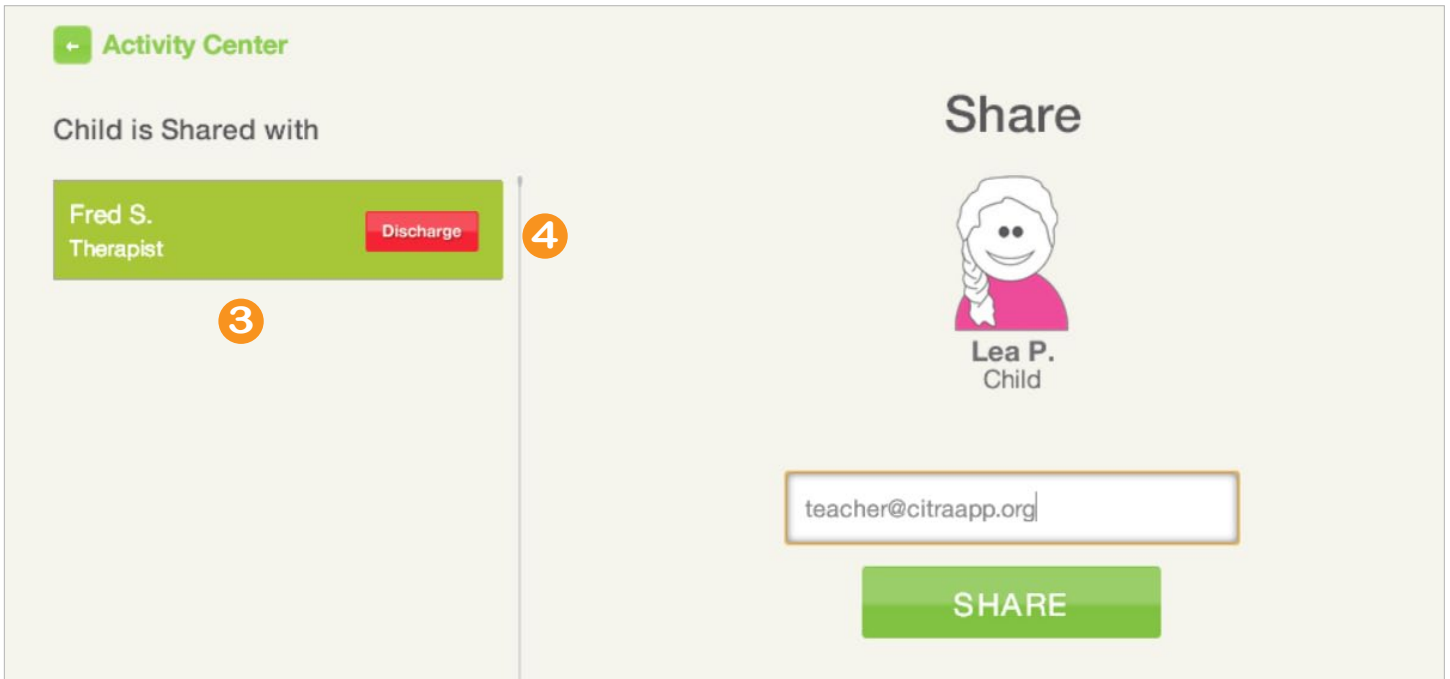 ← Activity Center
Child is Shared with
Fred S.
Therapist
Discharge
4
3
Share
Lea P.
Child
teacher@citraapp.org
SHARE